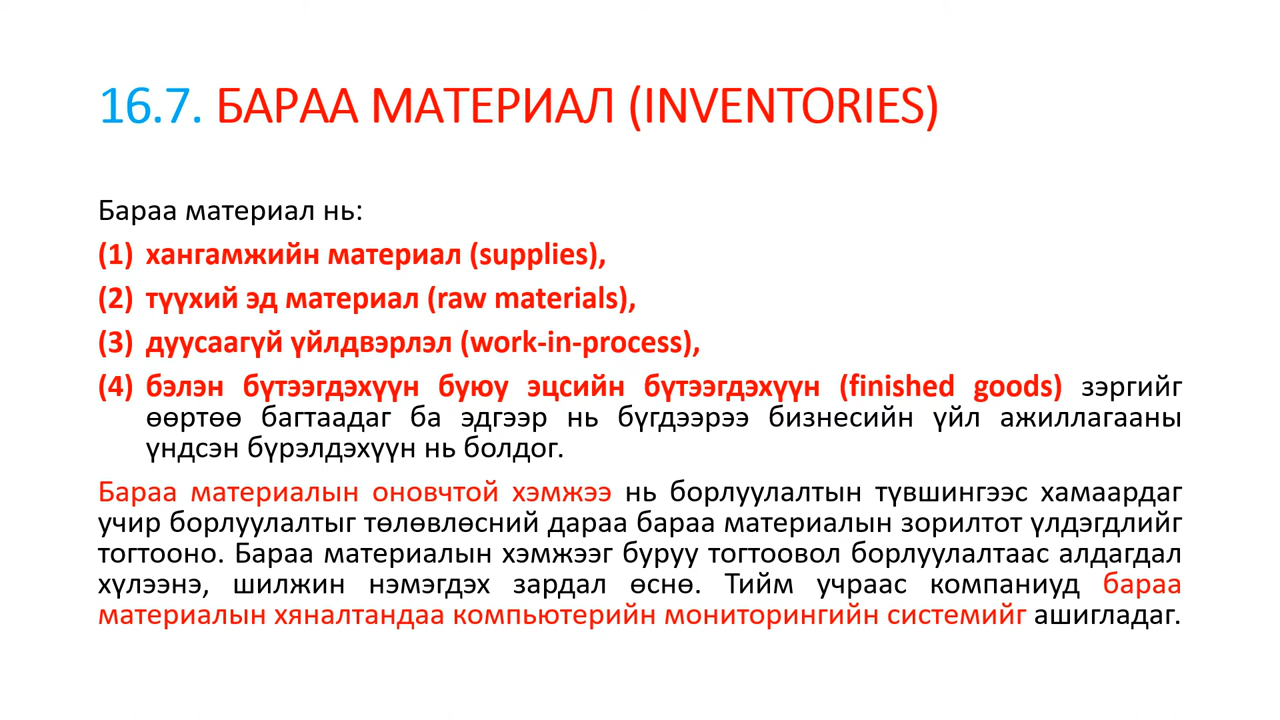 16.7. БАРАА МАТЕРИАЛ (INVENTORIES)
Бараа материал нь:
(1) хангамжийн материал (supplies),
(2) түүхий эд материал (raw materials),
(3) дуусаагүй үйлдвэрлэл (work-in-process),
(4) бэлэн бүтээгдэхүүн буюу эцсийн бүтээгдэхүүн (finished goods) зэргийг
өөртөө багтаадаг ба эдгээр нь бүгдээрээ бизнесийн үйл ажиллагааны
үндсэн бүрэлдэхүүн нь болдог.
Бараа материалын оновчтой хэмжээ нь борлуулалтын түвшингээс хамаардаг
учир борлуулалтыг төлөвлөсний дараа бараа материалын зорилтот үлдэгдлийг
тогтооно. Бараа материалын хэмжээг буруу тогтоовол борлуулалтаас алдагдал
хүлээнэ, шилжин нэмэгдэх зардал өснө. Тийм учраас компаниуд бараа
материалын хяналтандаа компьютерийн мониторингийн системийг ашигладаг.